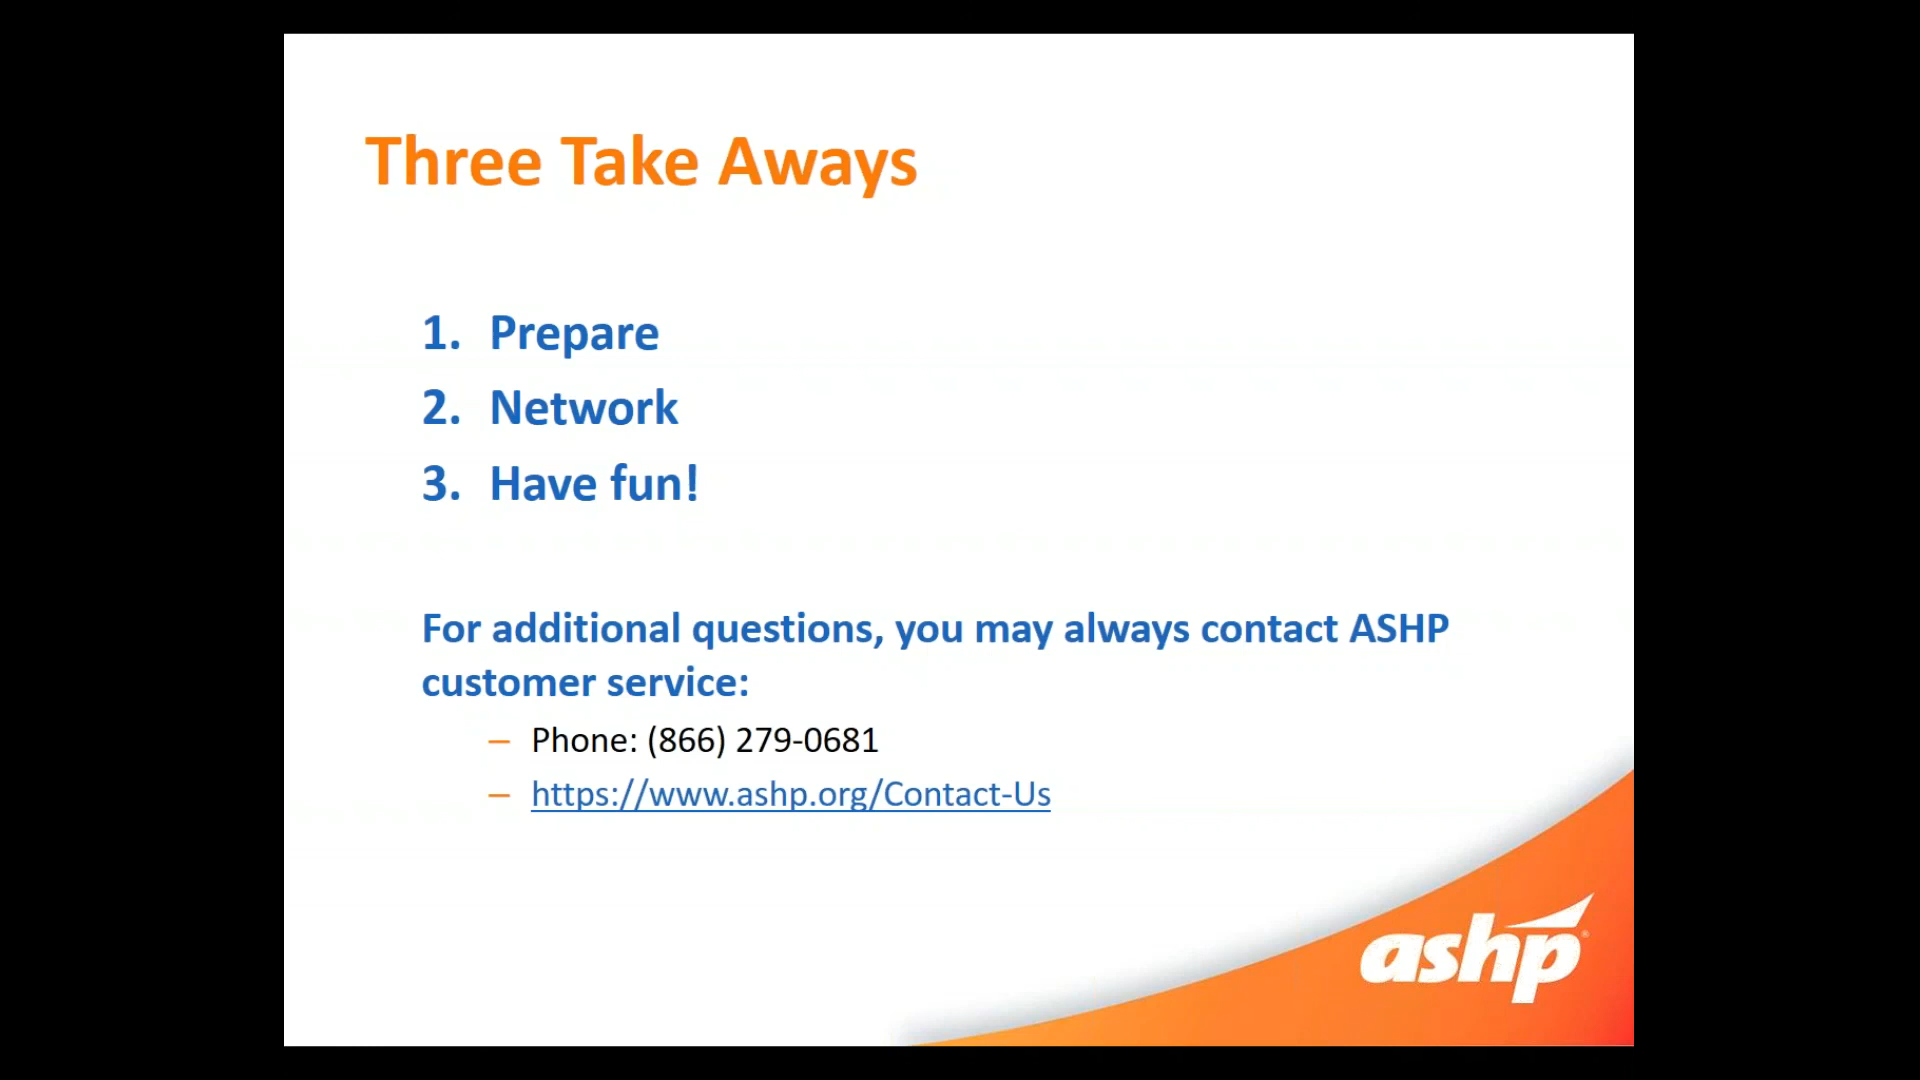 Three Take Aways
1. Prepare
2. Network
3. Have fun!
For additional questions, you may always contact ASHP
customer service:
– Phone: (866) 279-0681
– https://www.ashp.org/Contact-Us
ashp®